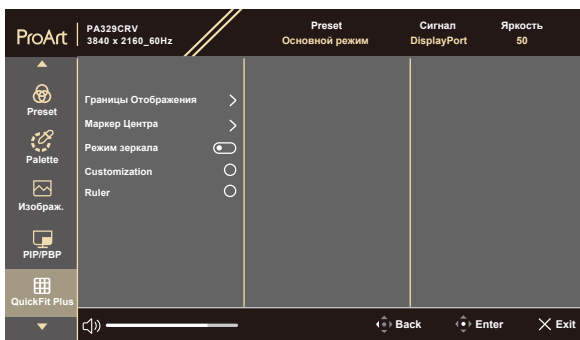 ProArt
PA329CRV
3840 x 2160_60Hz
Preset
Основной режим
Сигнал
DisplayPort
Яркость
50
Preset
Palette
Изображ.
PIP/PBP
QuickFit Plus
Границы Отображения
Маркер Центра
Режим зеркала
Customization
Ruler
Back
Enter
Exit